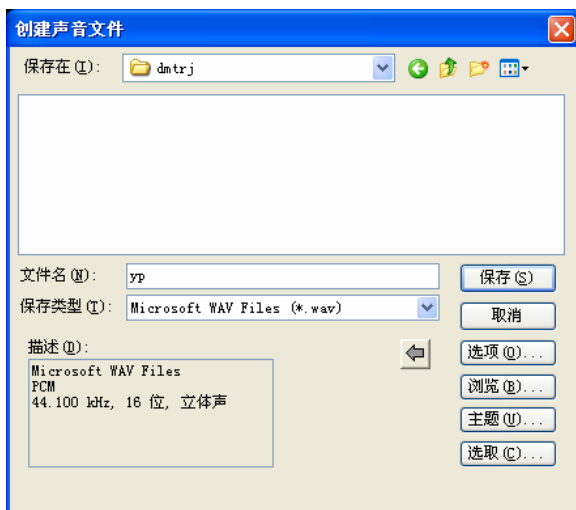 创建声音文件
保存在(I): dmtrj
文件名(N): yp
保存(S)
保存类型(T): Microsoft WAV Files (*.wav)
取消
描述(D):
选项(O)...
Microsoft WAV Files
PCM
浏览(B)...
44.100 kHz, 16 位, 立体声
主题(U)...
选取(C)...